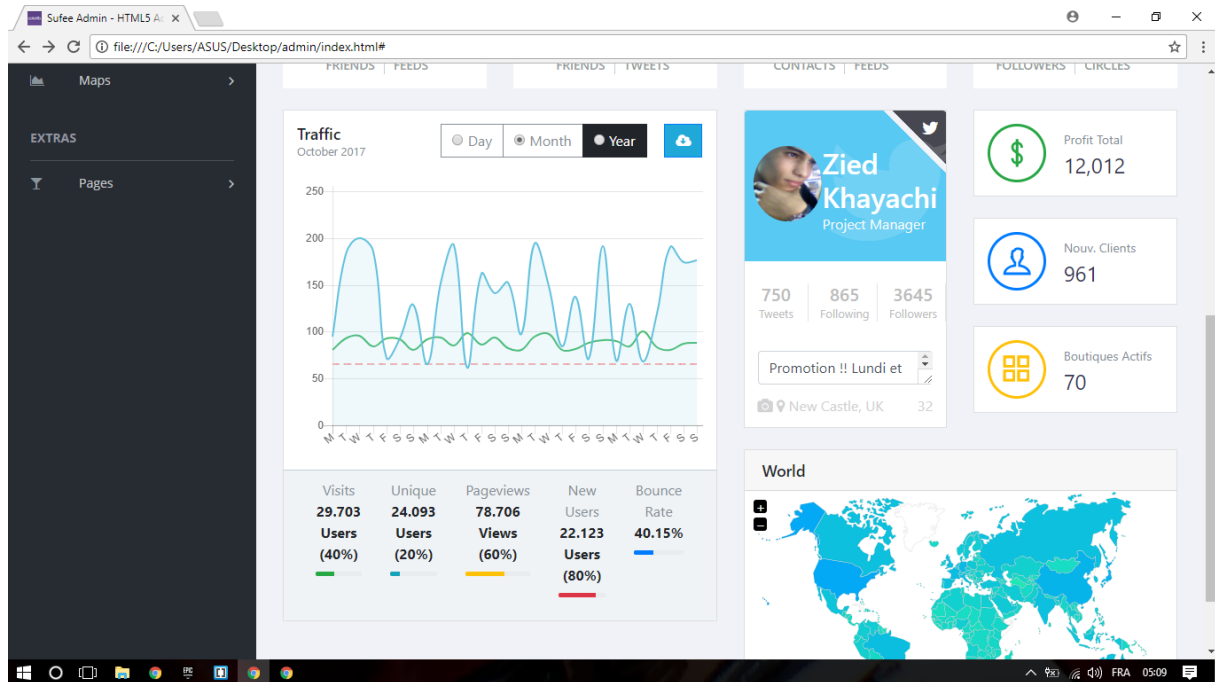 Sufee Admin - HTML5 Ad
file:///C:/Users/ASUS/Desktop/admin/index.html#
Maps
EXTRAS
Pages
FRIENDS FEEDS
FRIENDS TWEETS
CONTACTS FEEDS
FOLLOWERS CIRCLES
Traffic
October 2017
Day Month Year
250
200
150
100
50
0
M T W T F S S M T W T F S S M T W T F S S M T W T F S S
Visits
29.703
Users
(40%)
Unique
24.093
Users
(20%)
Pageviews
78.706
Views
(60%)
New
Users
22.123
Users
(80%)
Bounce
Rate
40.15%
Zied
Khayachi
Project Manager
750 865 3645
Tweets Following Followers
Promotion !! Lundi et
New Castle, UK 32
Profit Total
12,012
Nouv. Clients
961
Boutiques Actifs
70
World
+
−
EPIC
FRA 05:09